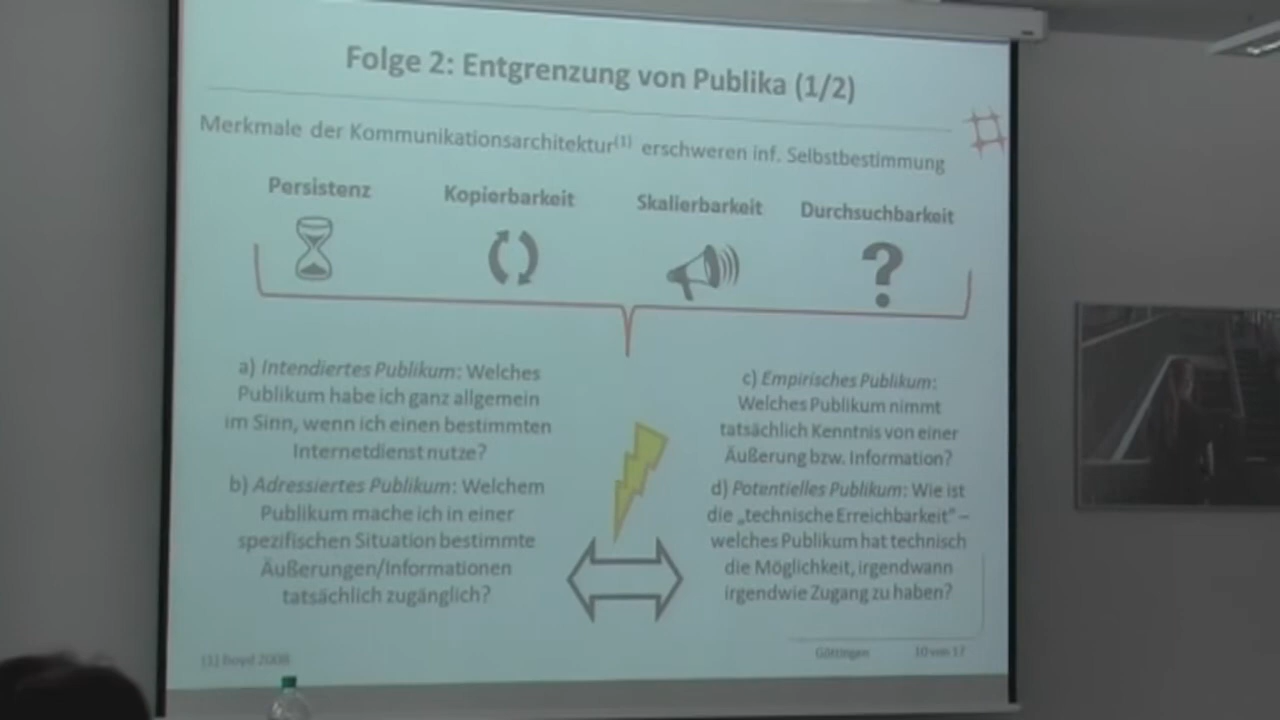 Folge 2: Entgrenzung von Publika (1/2)
Merkmale der Kommunikationsarchitektur(1) erschweren inf. Selbstbestimmung
Persistenz
Kopierbarkeit
Skalierbarkeit
Durchsuchbarkeit
?
a) Intendiertes Publikum: Welches
Publikum habe ich ganz allgemein
im Sinn, wenn ich einen bestimmten
Internetdienst nutze?
b) Adressiertes Publikum: Welchem
Publikum mache ich in einer
spezifischen Situation bestimmte
Äußerungen/Informationen
tatsächlich zugänglich?
c) Empirisches Publikum:
Welches Publikum nimmt
tatsächlich Kenntnis von einer
Äußerung bzw. Information?
d) Potentielles Publikum: Wie ist
die „technische Erreichbarkeit" –
welches Publikum hat technisch
die Möglichkeit, irgendwann
irgendwie Zugang zu haben?
(1) Boyd 2008
Göttingen
10 von 17